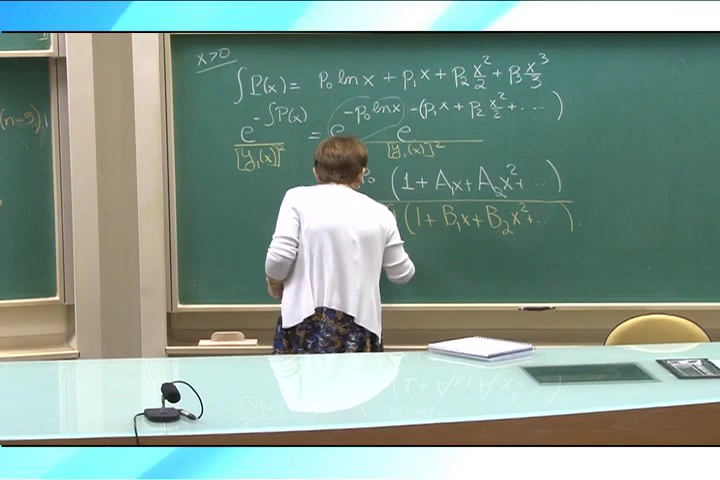 x>0
∫P(x) = p₀ ln x + p₁x + p₂ x²/2 + p₃ x³/3
e^(-∫P(x)) / [y₁(x)]² = e^(-p₀ ln x) e^(-(p₁x + p₂ x²/2 + ···)) / [y₁(x)]²
(n-5)
(1 + A₁x + A₂x² + ···)
(1 + B₁x + B₂x² + ···).